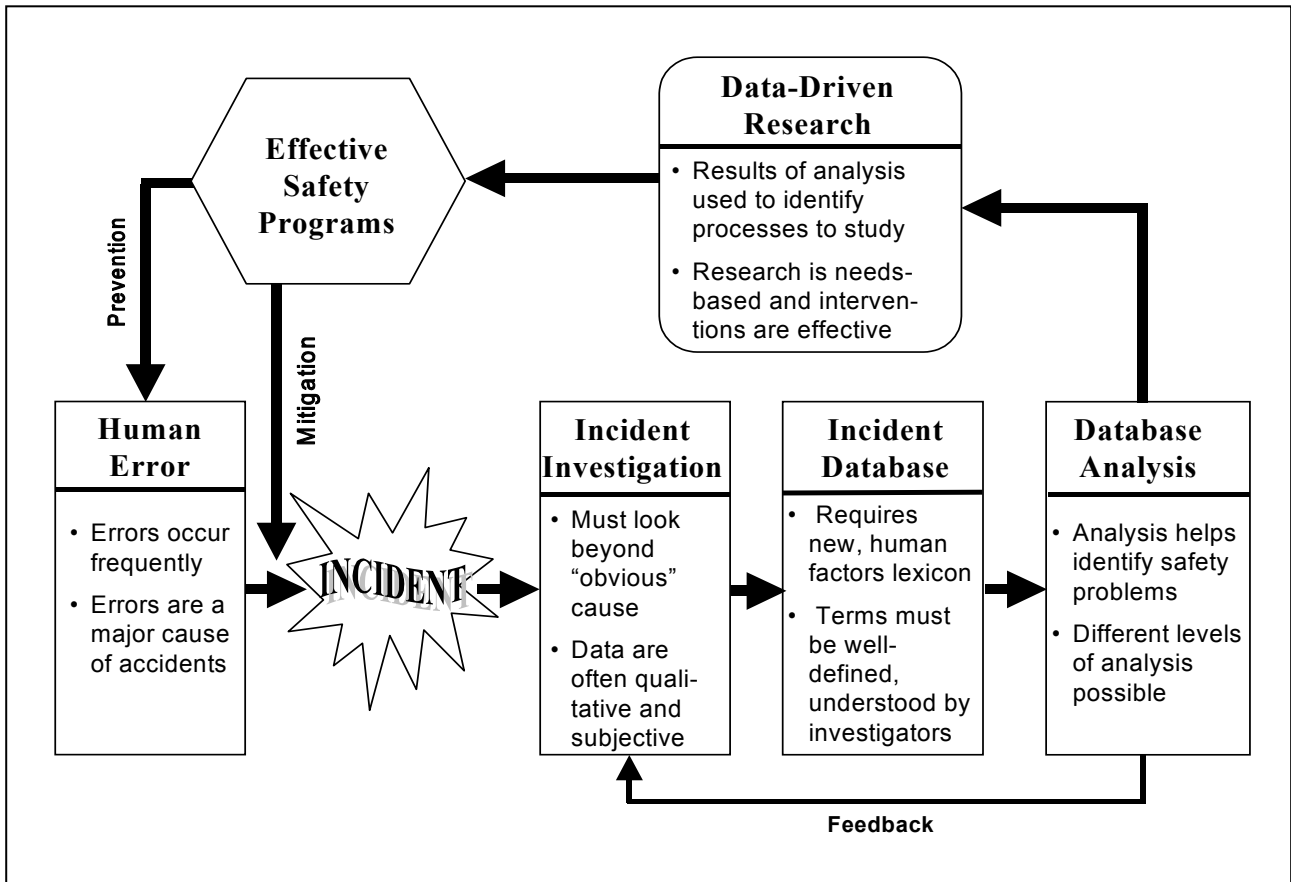 Effective
Safety
Programs
Data-Driven
Research
• Results of analysis
used to identify
processes to study
• Research is needs-
based and interven-
tions are effective
Prevention
Mitigation
Human
Error
• Errors occur
frequently
• Errors are a
major cause
of accidents
INCIDENT
Incident
Investigation
• Must look
beyond
“obvious”
cause
• Data are
often quali-
tative and
subjective
Incident
Database
• Requires
new, human
factors lexicon
• Terms must
be well-
defined,
understood by
investigators
Database
Analysis
• Analysis helps
identify safety
problems
• Different levels
of analysis
possible
Feedback